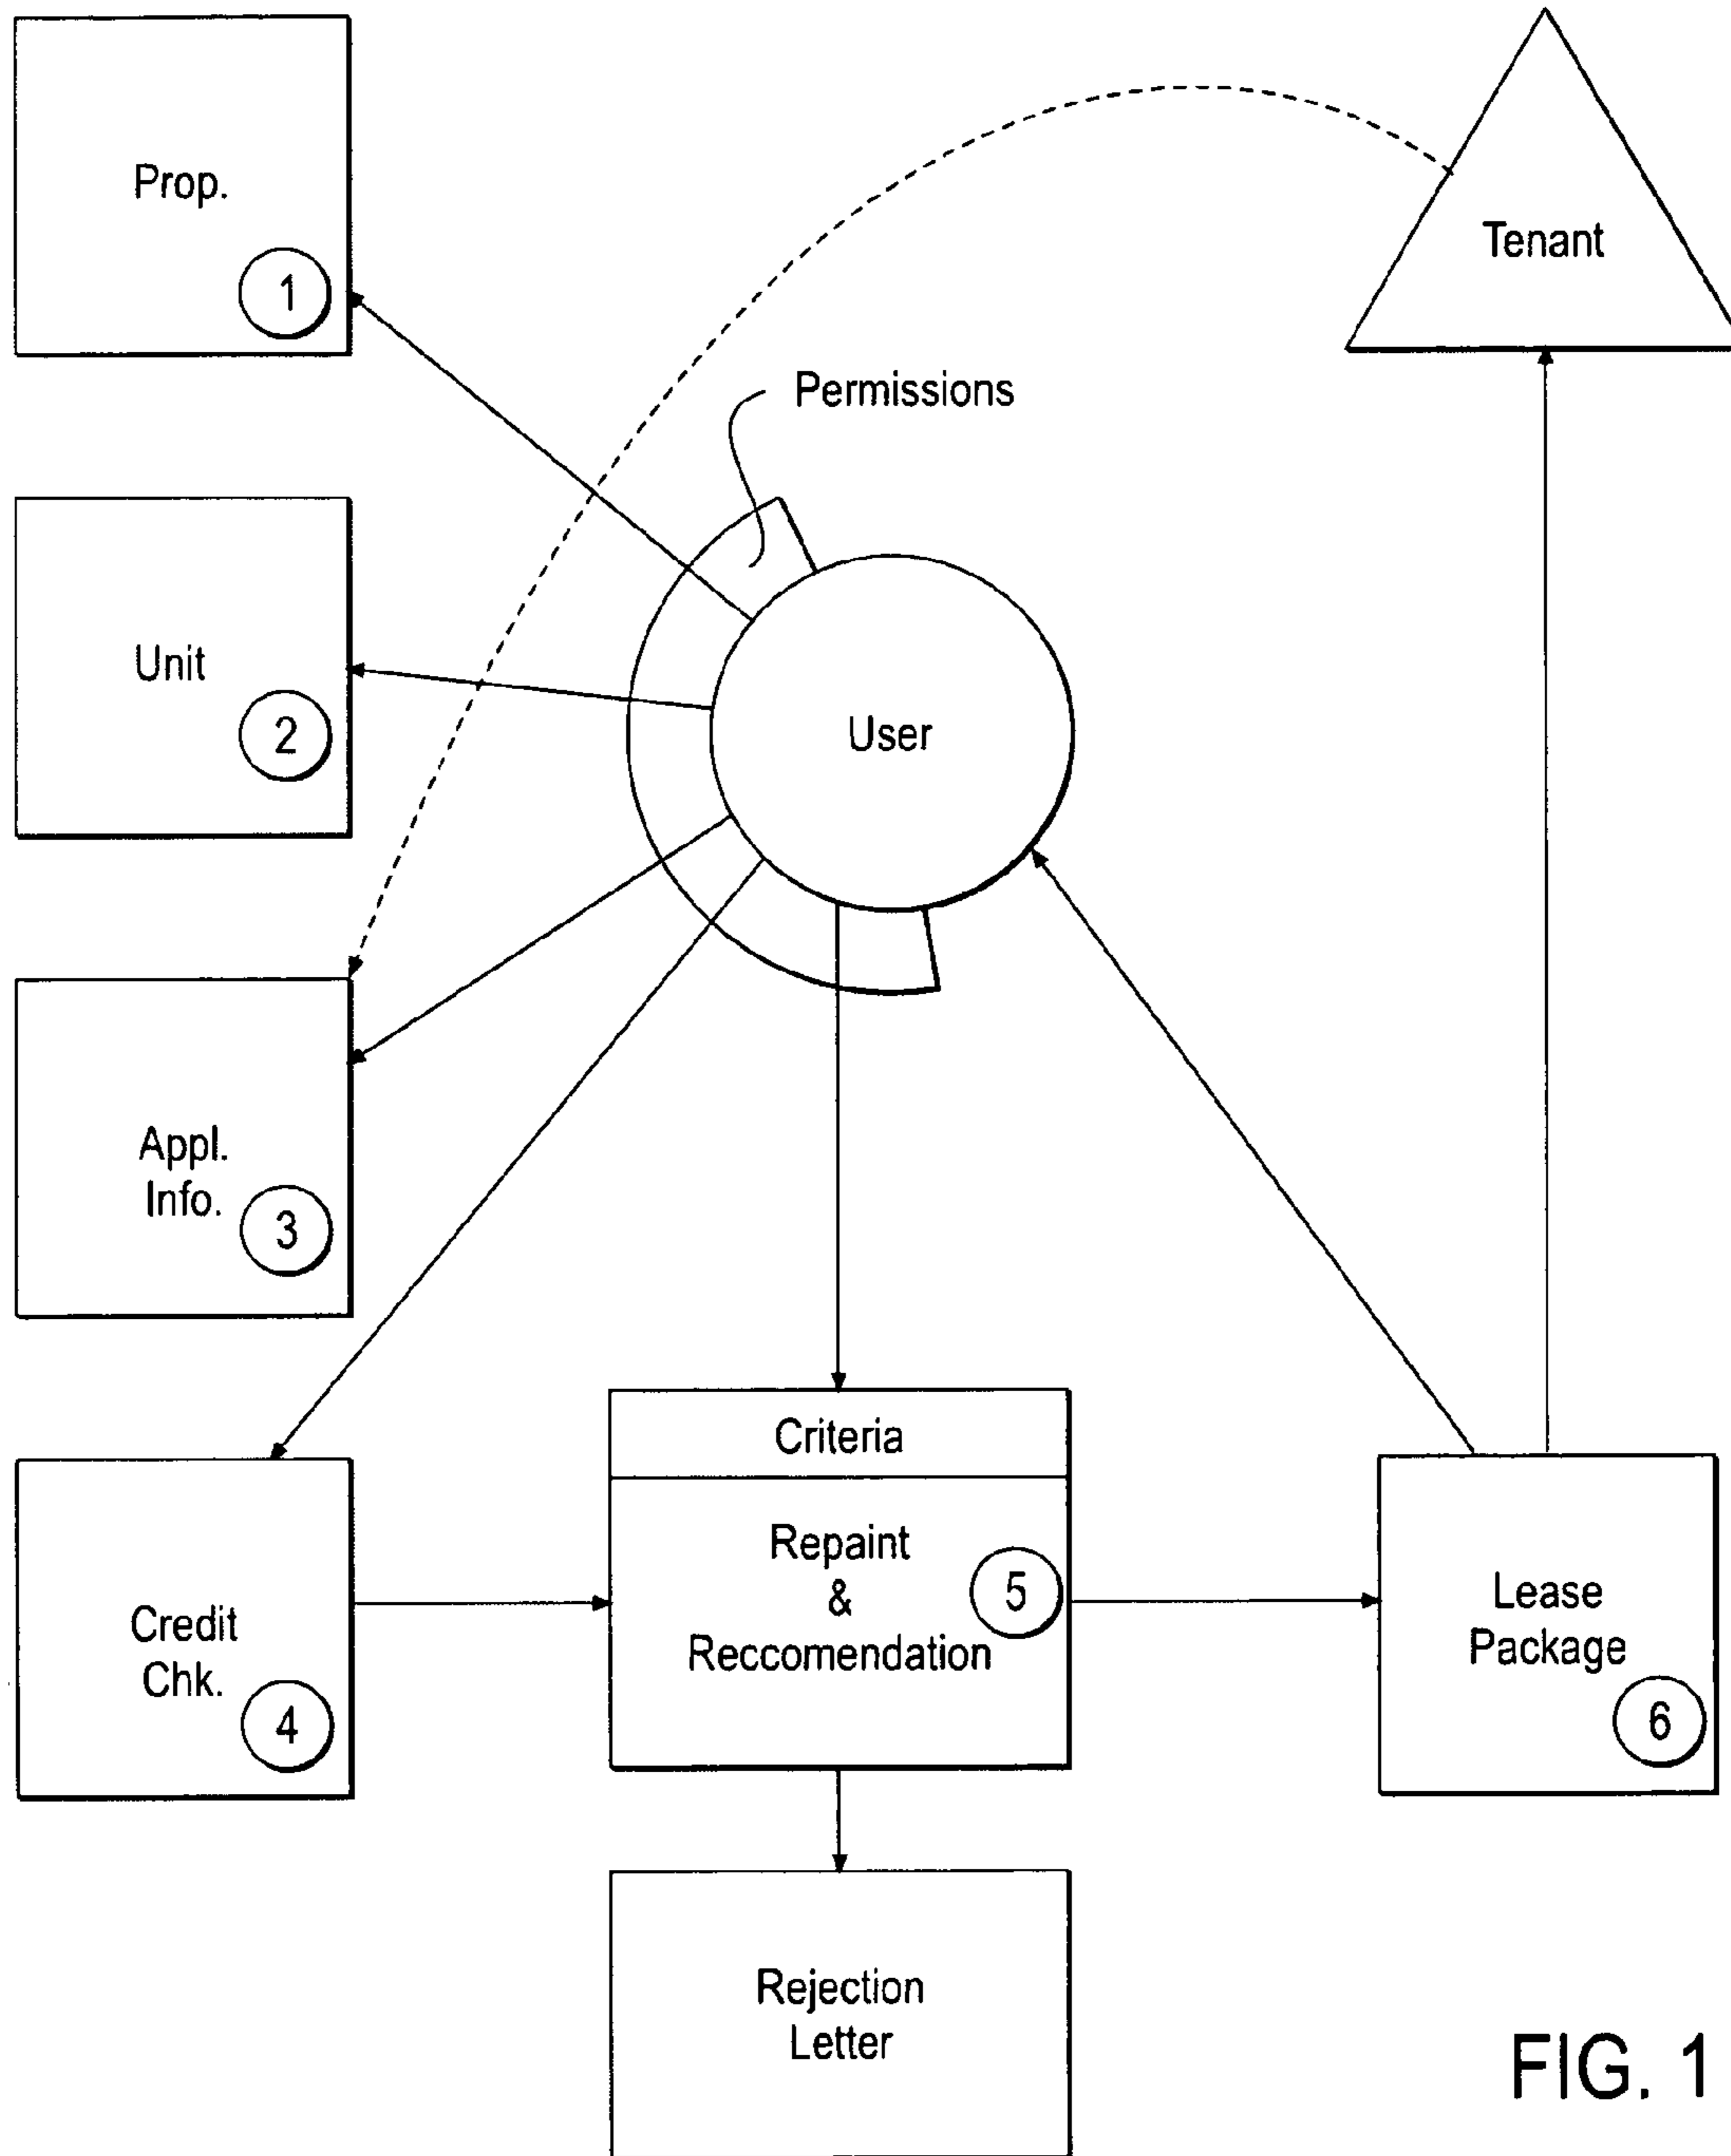 Prop.
1
Tenant
Permissions
Unit
2
User
Appl.
Info.
3
Criteria
Repaint
&
Reccomendation
5
Credit
Chk.
4
Lease
Package
6
Rejection
Letter
FIG. 1